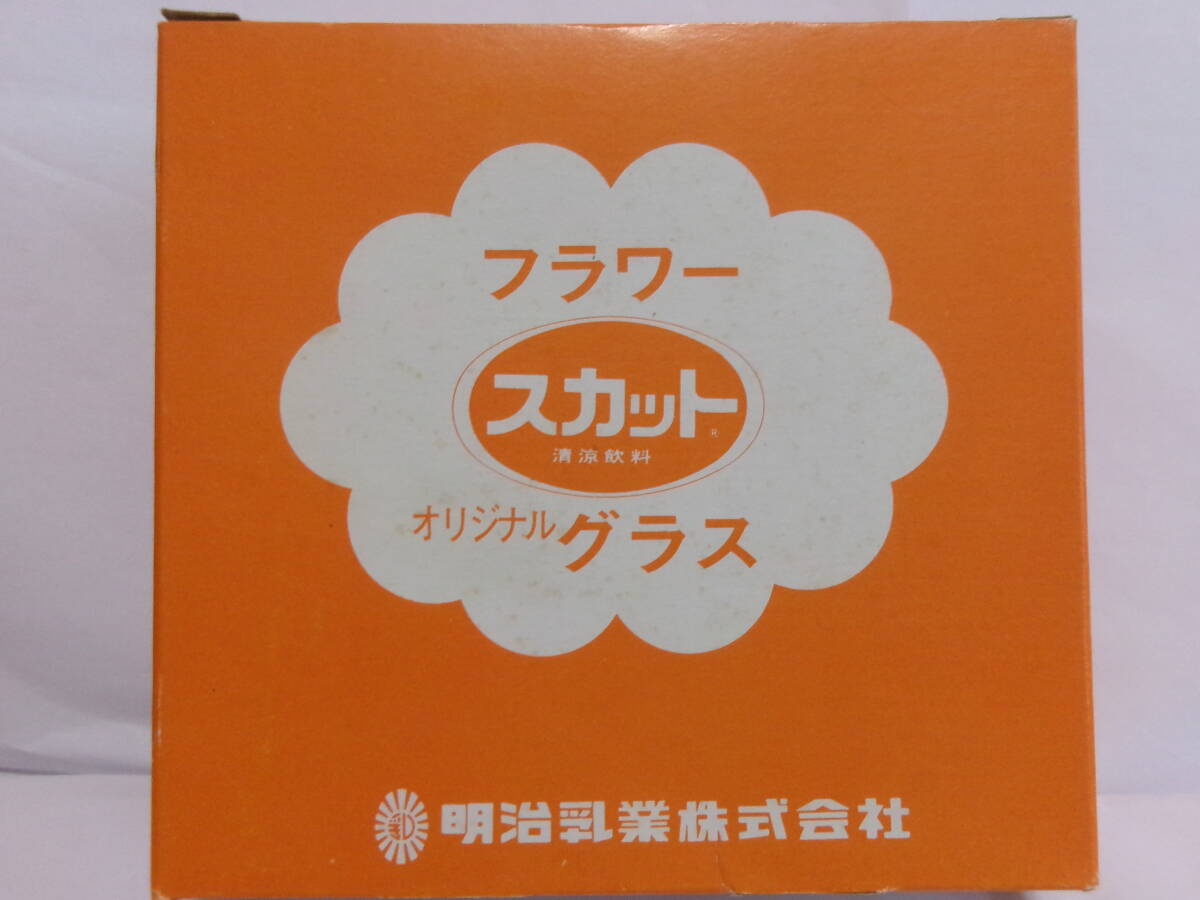 フラワー
スカット®
清涼飲料
オリジナルグラス
明治乳業株式会社